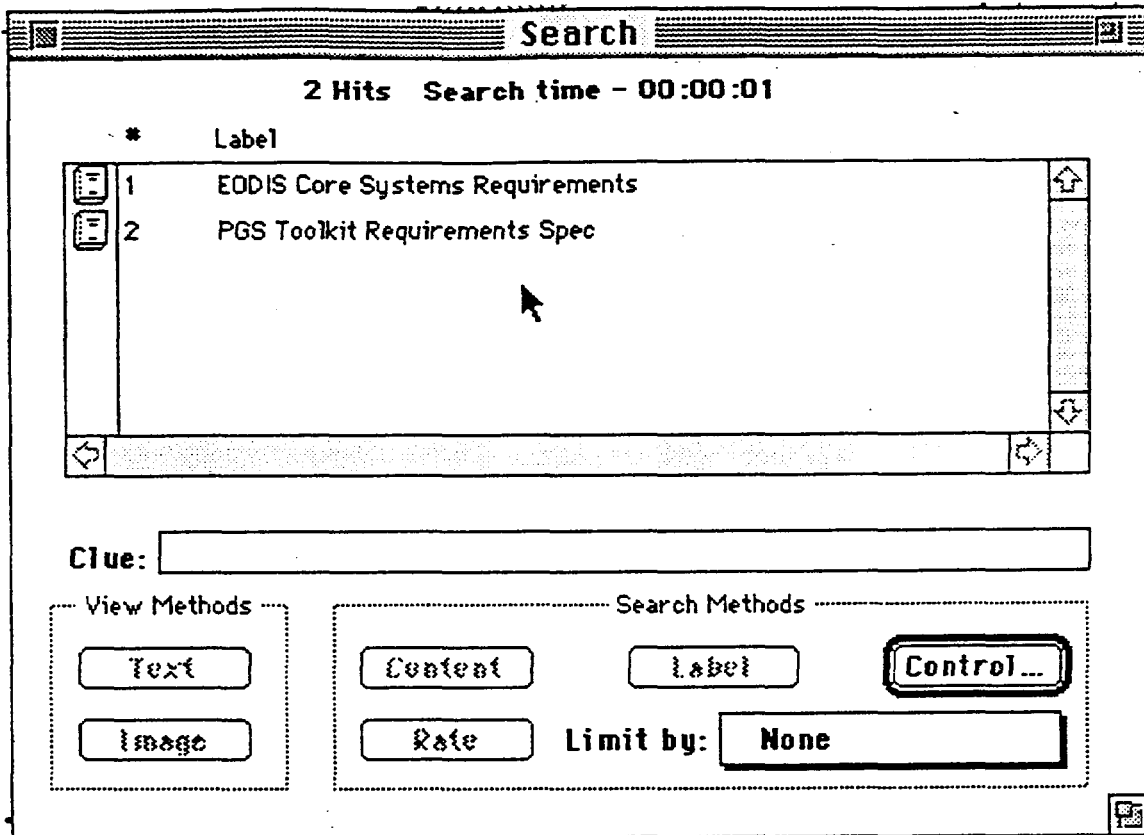 Search
2 Hits Search time - 00:00:01
# Label
1 EODIS Core Systems Requirements
2 PGS Toolkit Requirements Spec
Clue:
View Methods Search Methods
Text Content Label Control...
Image Rate Limit by: None